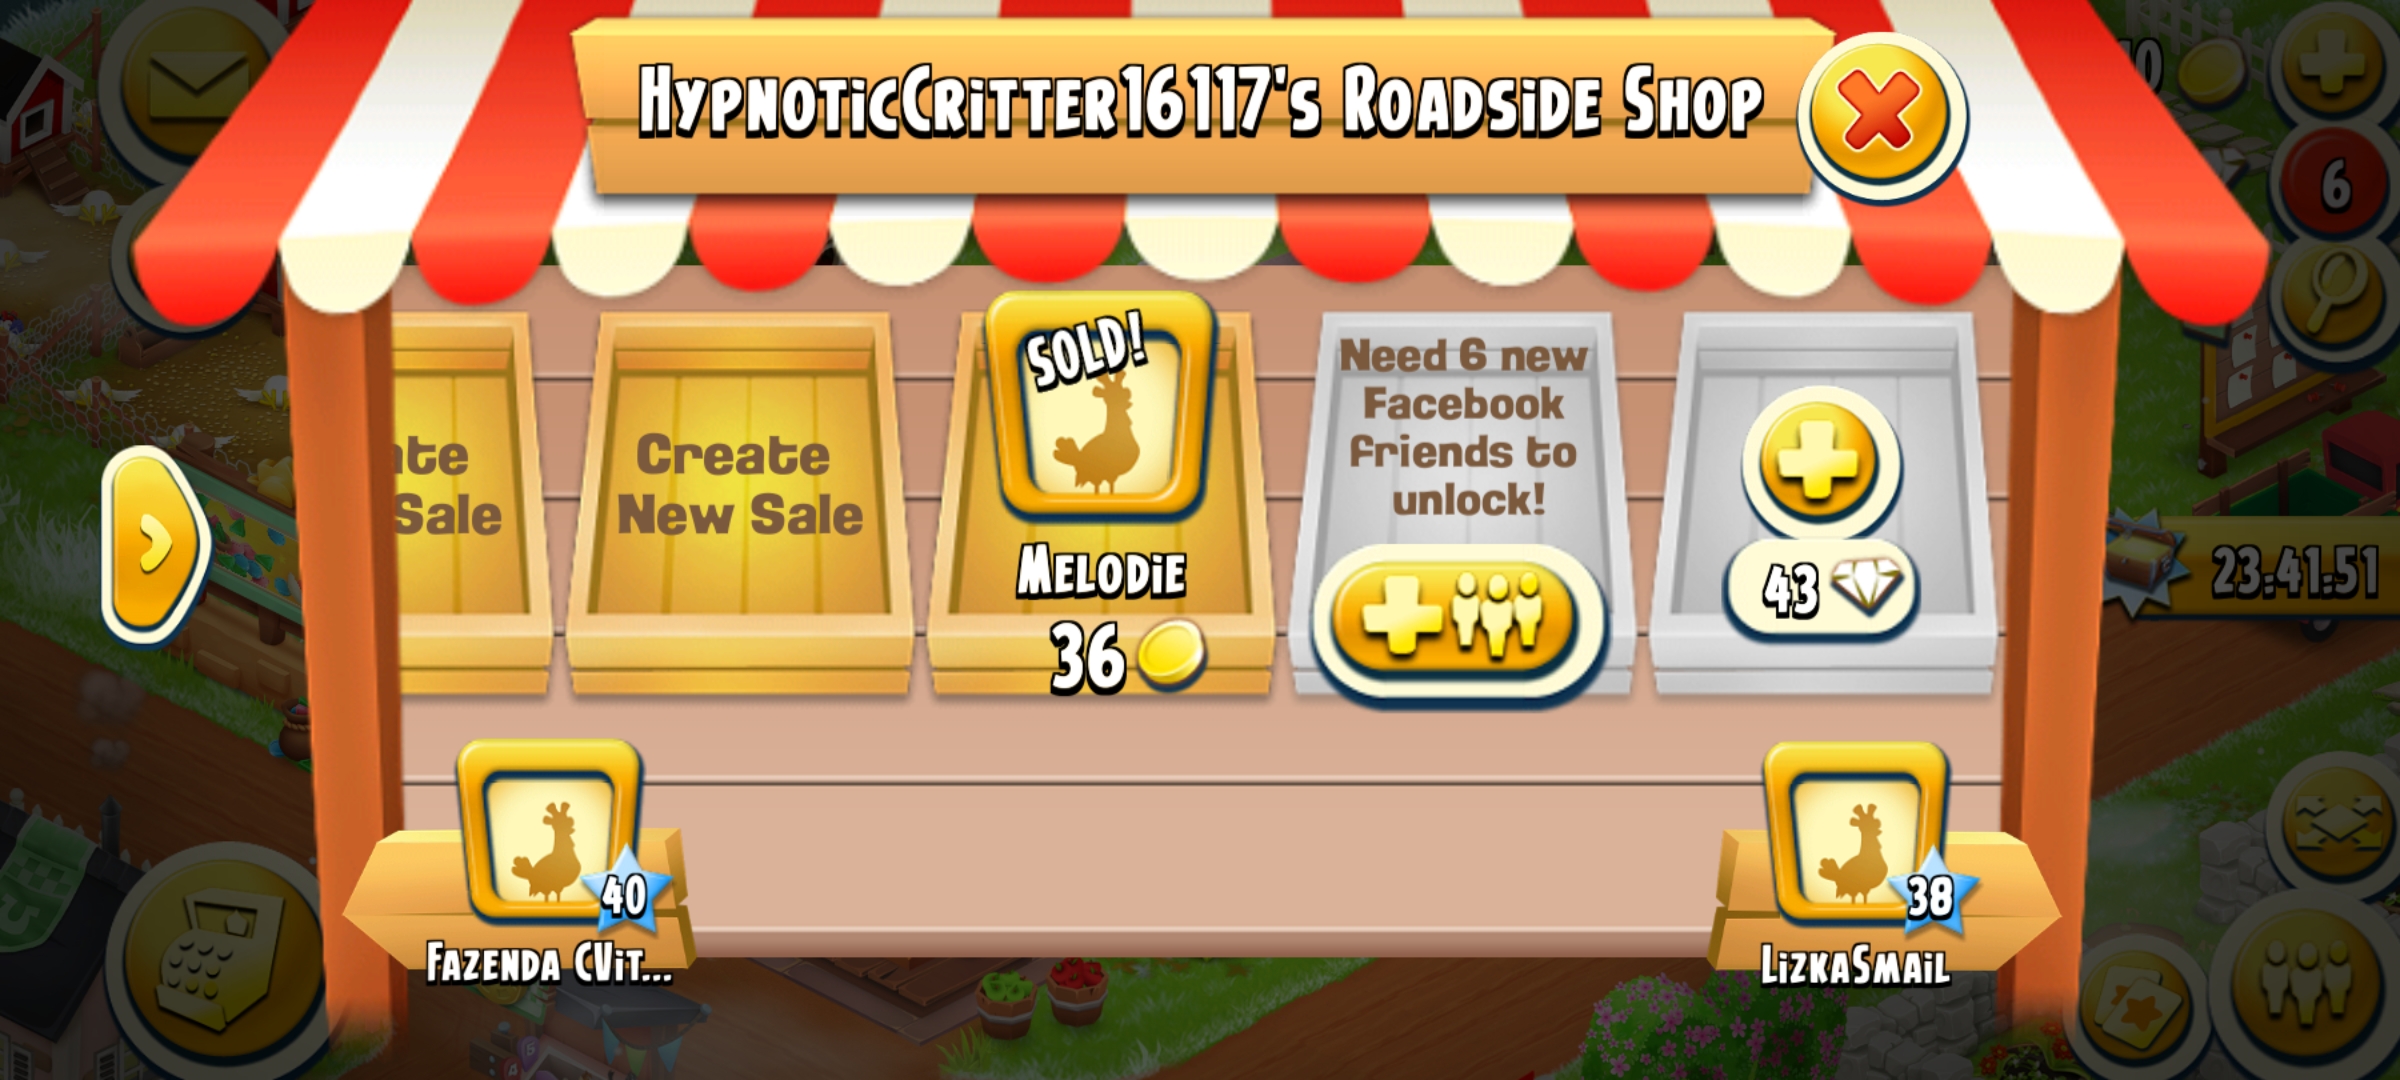 HypnoticCritter16117's Roadside Shop
6
ate
Sale
Create
New Sale
SOLD!
Melodie
36
Need 6 new
Facebook
friends to
unlock!
43
23:41:51
40
Fazenda CVit...
38
LizkaSmail